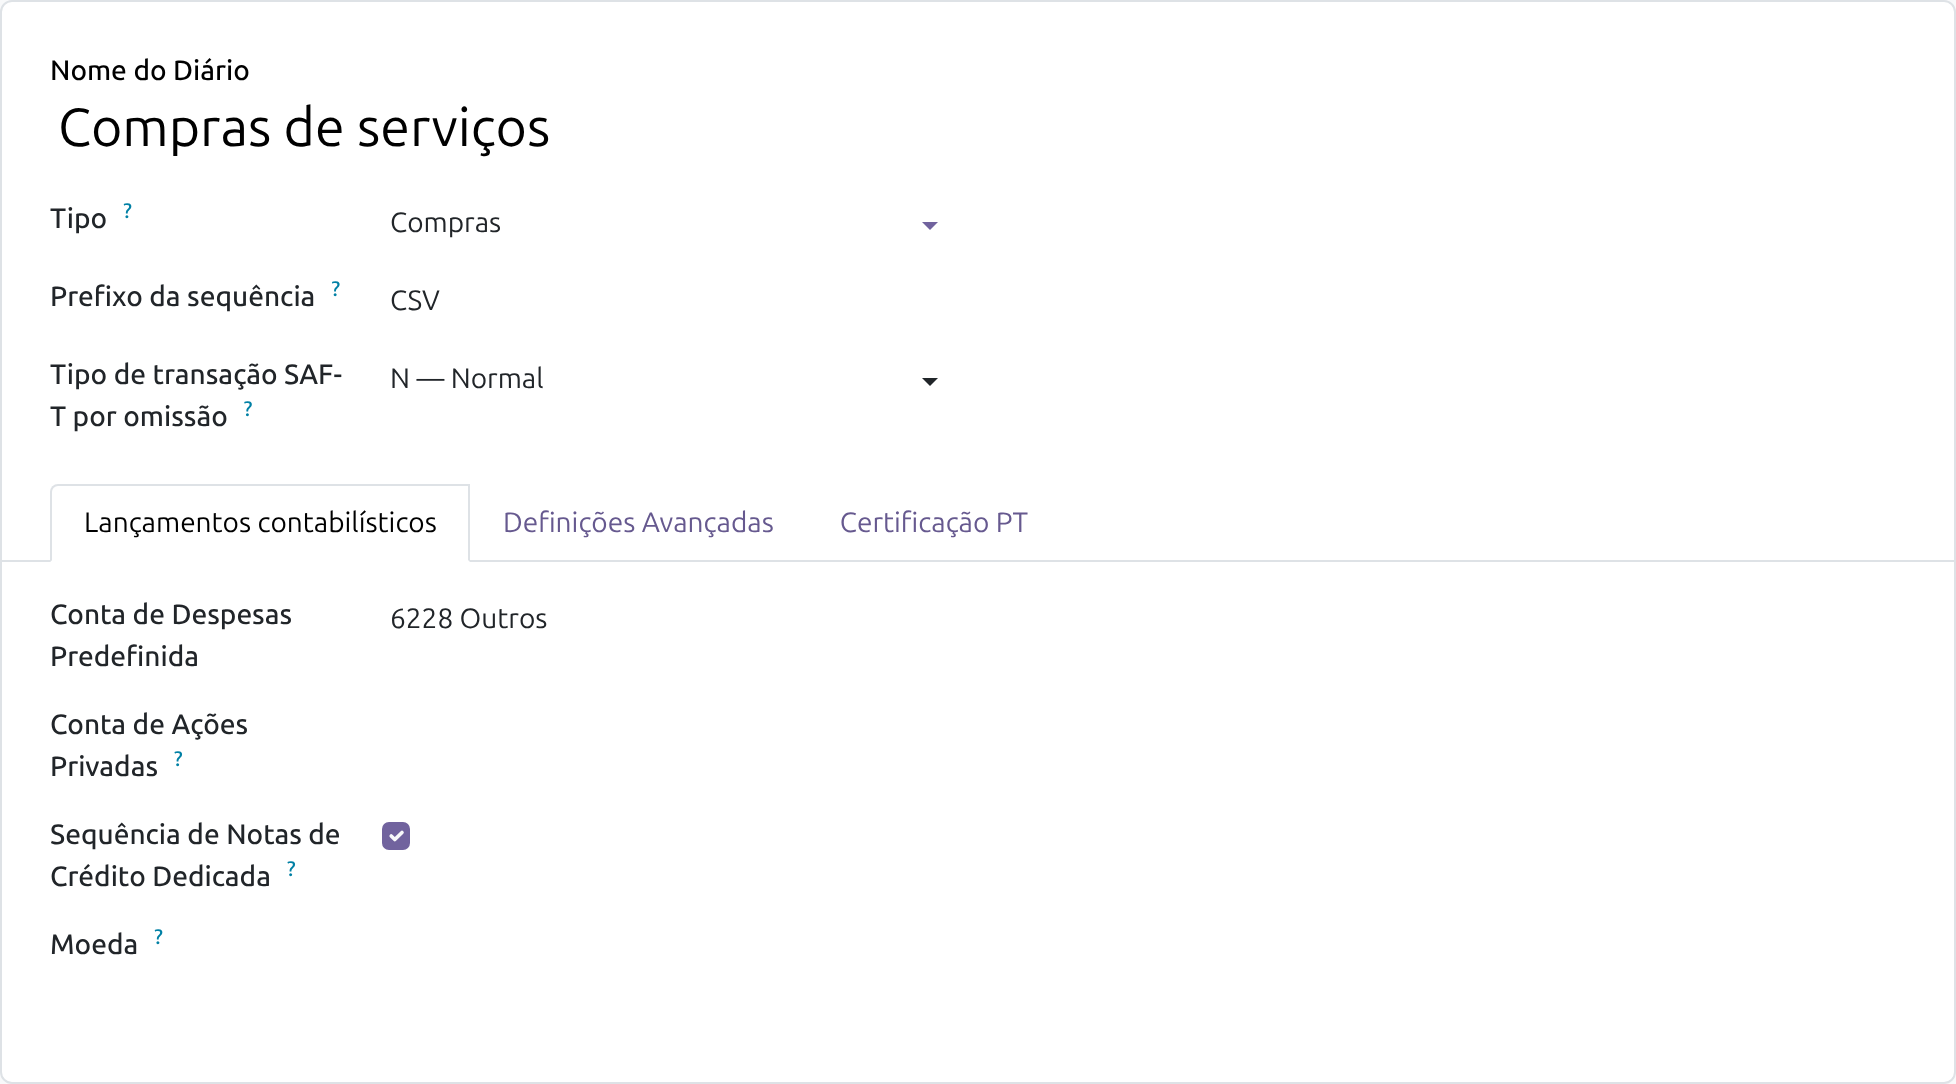 Nome do Diário
Compras de serviços
Tipo ? Compras
Prefixo da sequência ? CSV
Tipo de transação SAF- N — Normal
T por omissão ?
Lançamentos contabilísticos Definições Avançadas Certificação PT
Conta de Despesas 6228 Outros
Predefinida
Conta de Ações
Privadas ?
Sequência de Notas de
Crédito Dedicada ?
Moeda ?